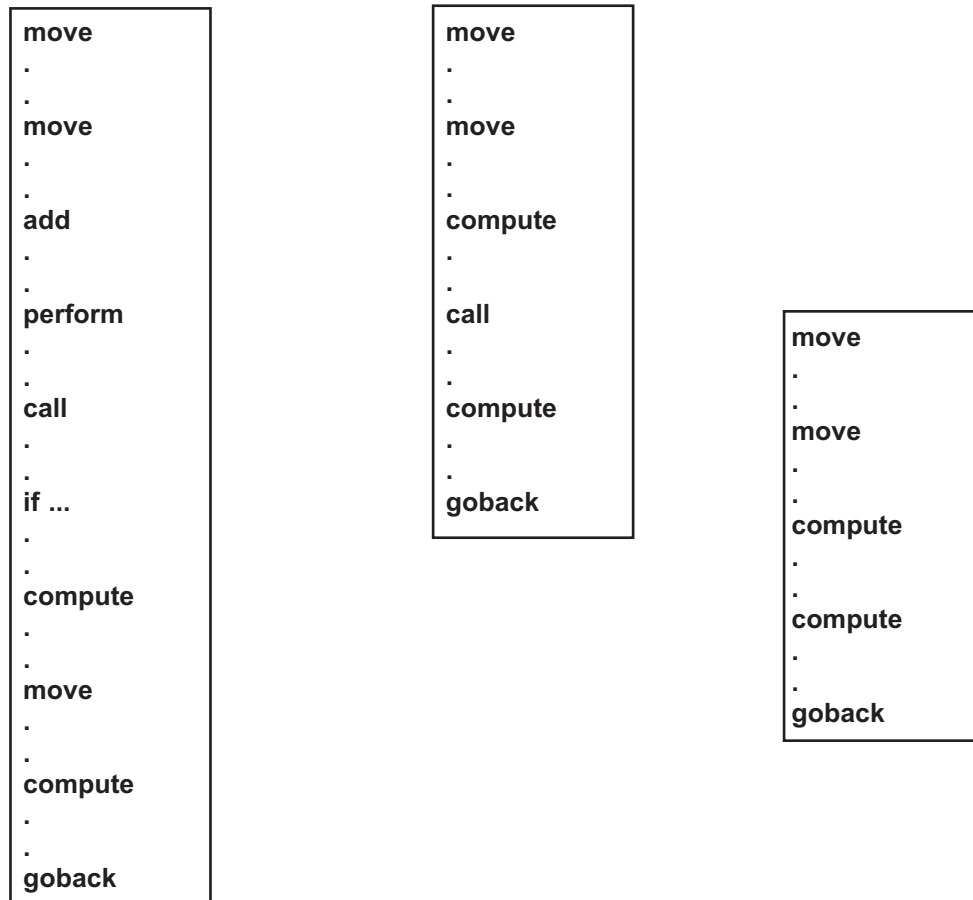 move
.
.
move
.
.
add
.
.
perform
.
.
call
.
.
if ...
.
.
compute
.
.
move
.
.
compute
.
.
goback
move
.
.
move
.
.
compute
.
.
call
.
.
compute
.
.
goback
move
.
.
move
.
.
compute
.
.
compute
.
.
goback